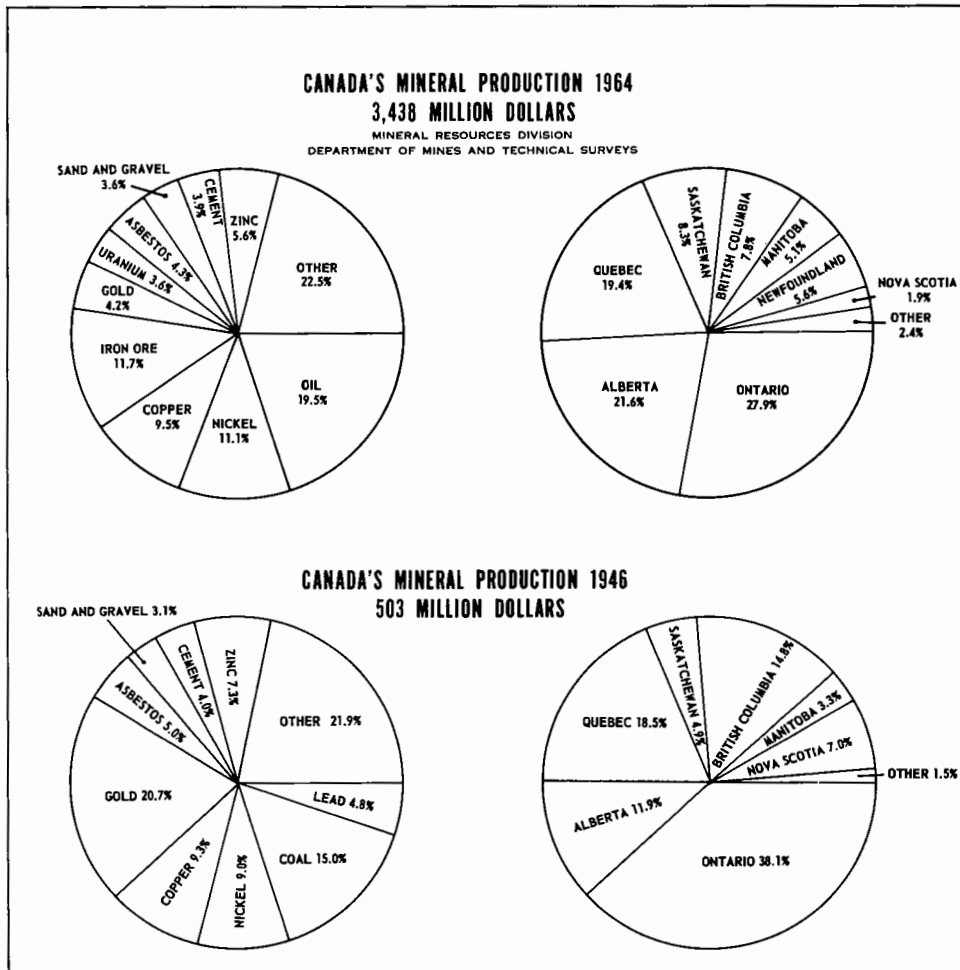 CANADA'S MINERAL PRODUCTION 1964
3,438 MILLION DOLLARS
MINERAL RESOURCES DIVISION
DEPARTMENT OF MINES AND TECHNICAL SURVEYS
SAND AND GRAVEL
3.6%
CEMENT
3.9%
ZINC
5.6%
ASBESTOS 4.3%
URANIUM 3.6%
GOLD
4.2%
OTHER
22.5%
IRON ORE
11.7%
COPPER
9.5%
NICKEL
11.1%
OIL
19.5%
SASKATCHEWAN
8.3%
BRITISH COLUMBIA
7.8%
MANITOBA
5.1%
QUEBEC
19.4%
NEWFOUNDLAND
5.6%
NOVA SCOTIA
1.9%
OTHER
2.4%
ALBERTA
21.6%
ONTARIO
27.9%
CANADA'S MINERAL PRODUCTION 1946
503 MILLION DOLLARS
SAND AND GRAVEL 3.1%
CEMENT 4.0%
ZINC 7.3%
ASBESTOS 5.0%
OTHER 21.9%
GOLD 20.7%
LEAD 4.8%
COPPER 9.3%
NICKEL 9.0%
COAL 15.0%
SASKATCHEWAN 4.9%
BRITISH COLUMBIA 14.8%
QUEBEC 18.5%
MANITOBA 3.3%
NOVA SCOTIA 7.0%
OTHER 1.5%
ALBERTA 11.9%
ONTARIO 38.1%